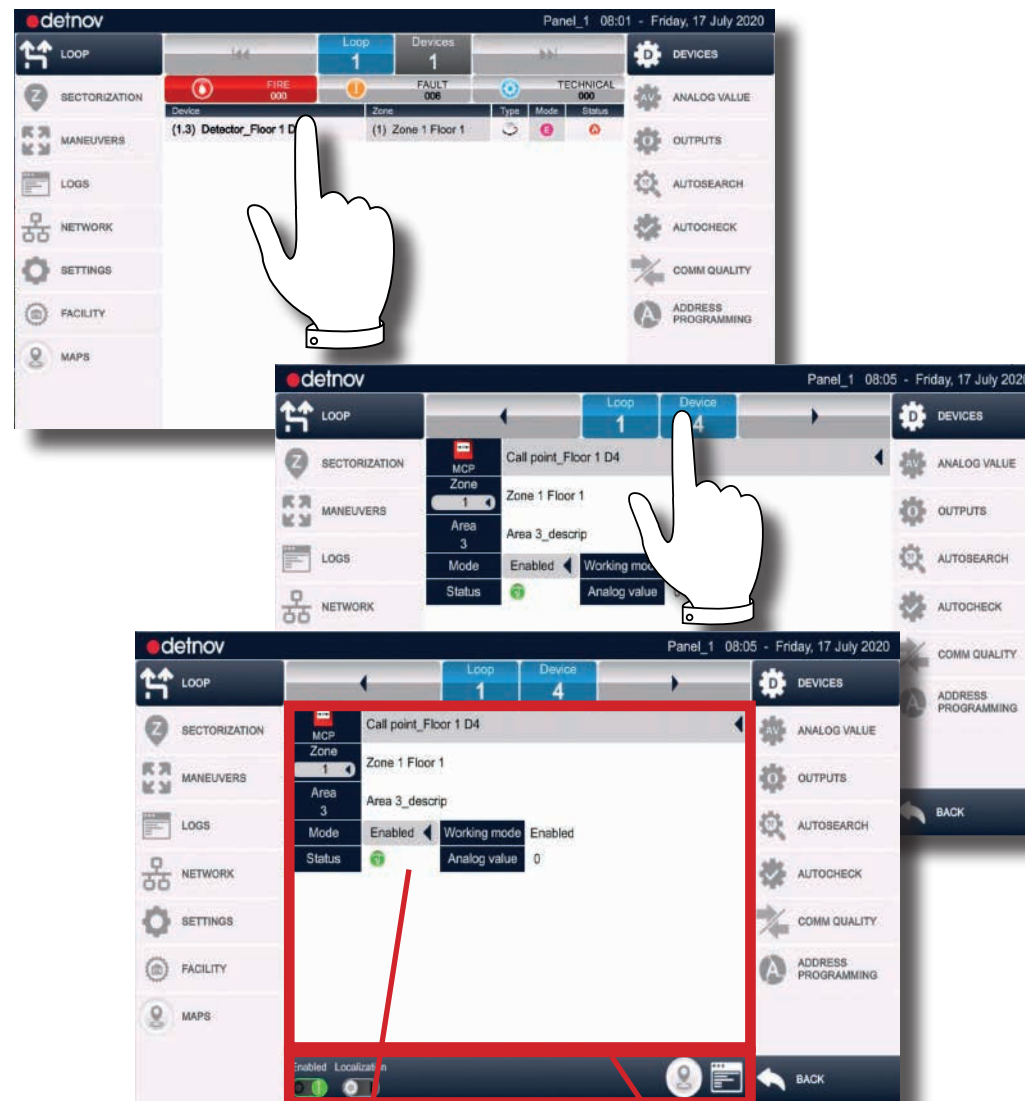 detnov
Panel_1 08:01 - Friday, 17 July 2020
LOOP
Loop
1
Devices
1
DEVICES
FIRE
000
FAULT
006
TECHNICAL
000
Device Zone Type Mode Status
(1.3) Detector_Floor 1 D
(1) Zone 1 Floor 1
E
SECTORIZATION
MANEUVERS
LOGS
NETWORK
SETTINGS
FACILITY
MAPS
ANALOG VALUE
OUTPUTS
AUTOSEARCH
AUTOCHECK
COMM QUALITY
ADDRESS
PROGRAMMING
detnov
Panel_1 08:05 - Friday, 17 July 2020
LOOP
Loop
1
Device
4
DEVICES
SECTORIZATION
MANEUVERS
LOGS
NETWORK
MCP
Call point_Floor 1 D4
Zone
1
Zone 1 Floor 1
Area
3
Area 3_descrip
Mode Enabled Working mod
Status Analog value
ANALOG VALUE
OUTPUTS
AUTOSEARCH
AUTOCHECK
COMM QUALITY
ADDRESS
PROGRAMMING
BACK
detnov
Panel_1 08:05 - Friday, 17 July 2020
LOOP
Loop
1
Device
4
DEVICES
SECTORIZATION
MANEUVERS
LOGS
NETWORK
SETTINGS
FACILITY
MAPS
MCP
Call point_Floor 1 D4
Zone
1
Zone 1 Floor 1
Area
3
Area 3_descrip
Mode Enabled Working mode Enabled
Status Analog value 0
ANALOG VALUE
OUTPUTS
AUTOSEARCH
AUTOCHECK
COMM QUALITY
ADDRESS
PROGRAMMING
Enabled Localization
BACK